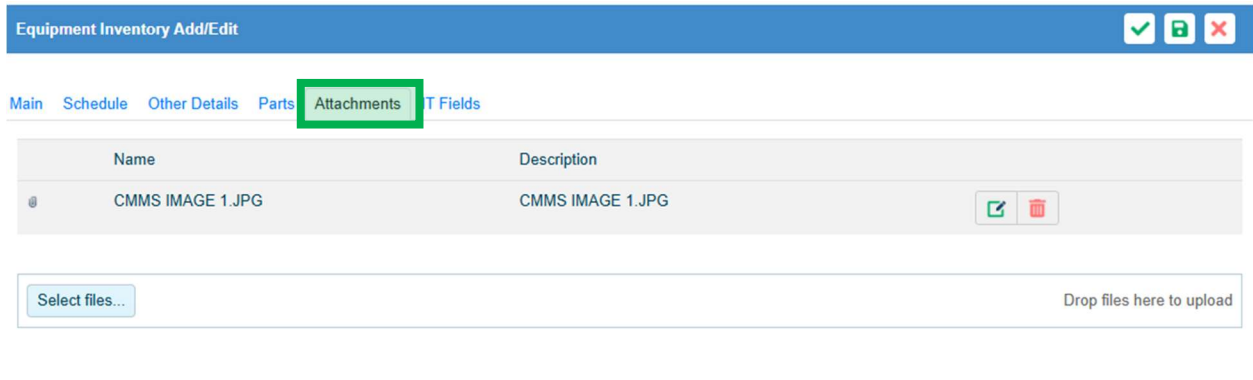 Equipment Inventory Add/Edit
Main Schedule Other Details Parts Attachments IT Fields
Name Description
CMMS IMAGE 1.JPG CMMS IMAGE 1.JPG
Select files... Drop files here to upload